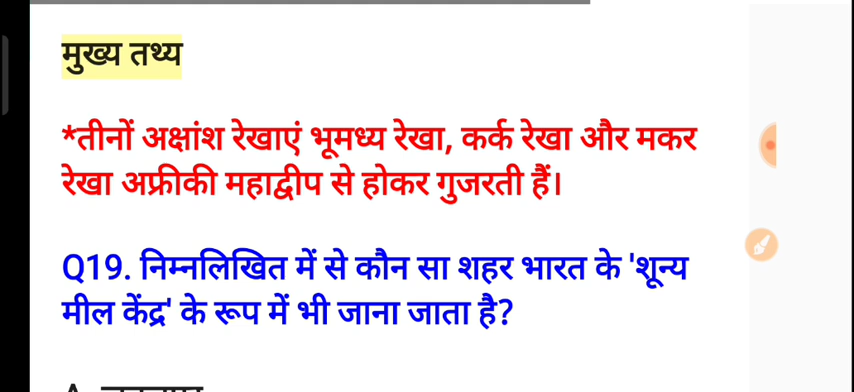 मुख्य तथ्य
*तीनों अक्षांश रेखाएं भूमध्य रेखा, कर्क रेखा और मकर
रेखा अफ्रीकी महाद्वीप से होकर गुजरती हैं।
Q19. निम्नलिखित में से कौन सा शहर भारत के 'शून्य
मील केंद्र' के रूप में भी जाना जाता है?